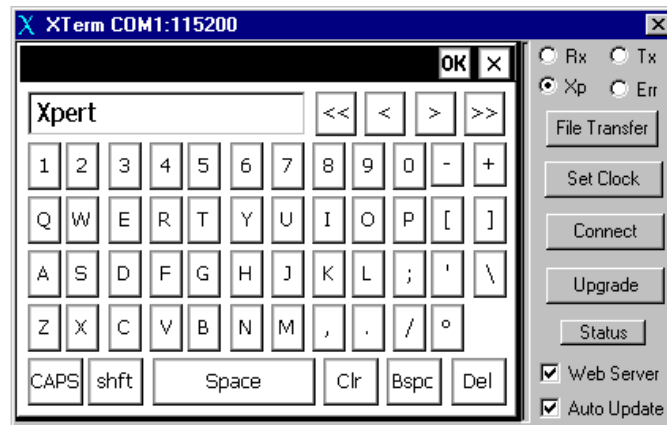 X XTerm COM1:115200 X
OK X
Rx Tx
Xp Err
Xpert << < > >>
File Transfer
1 2 3 4 5 6 7 8 9 0 - +
Set Clock
Q W E R T Y U I O P [ ]
Connect
A S D F G H J K L ; ' \
Upgrade
Z X C V B N M , . / °
Status
CAPS shft Space Clr Bspc Del
Web Server
Auto Update